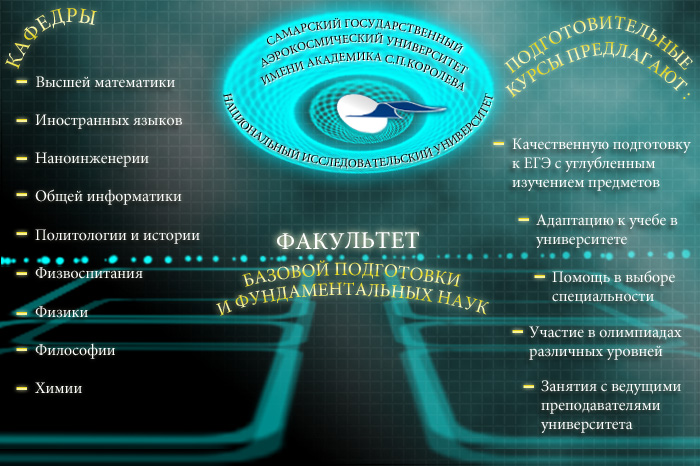 КАФЕДРЫ
Высшей математики
Иностранных языков
Наноинженерии
Общей информатики
Политологии и истории
Физвоспитания
Физики
Философии
Химии
САМАРСКИЙ ГОСУДАРСТВЕННЫЙ
АЭРОКОСМИЧЕСКИЙ УНИВЕРСИТЕТ
ИМЕНИ АКАДЕМИКА С.П.КОРОЛЕВА
НАЦИОНАЛЬНЫЙ ИССЛЕДОВАТЕЛЬСКИЙ УНИВЕРСИТЕТ
ФАКУЛЬТЕТ
БАЗОВОЙ ПОДГОТОВКИ
И ФУНДАМЕНТАЛЬНЫХ НАУК
ПОДГОТОВИТЕЛЬНЫЕ
КУРСЫ ПРЕДЛАГАЮТ:
Качественную подготовку
к ЕГЭ с углубленным
изучением предметов
Адаптацию к учебе в
университете
Помощь в выборе
специальности
Участие в олимпиадах
различных уровней
Занятия с ведущими
преподавателями
университета